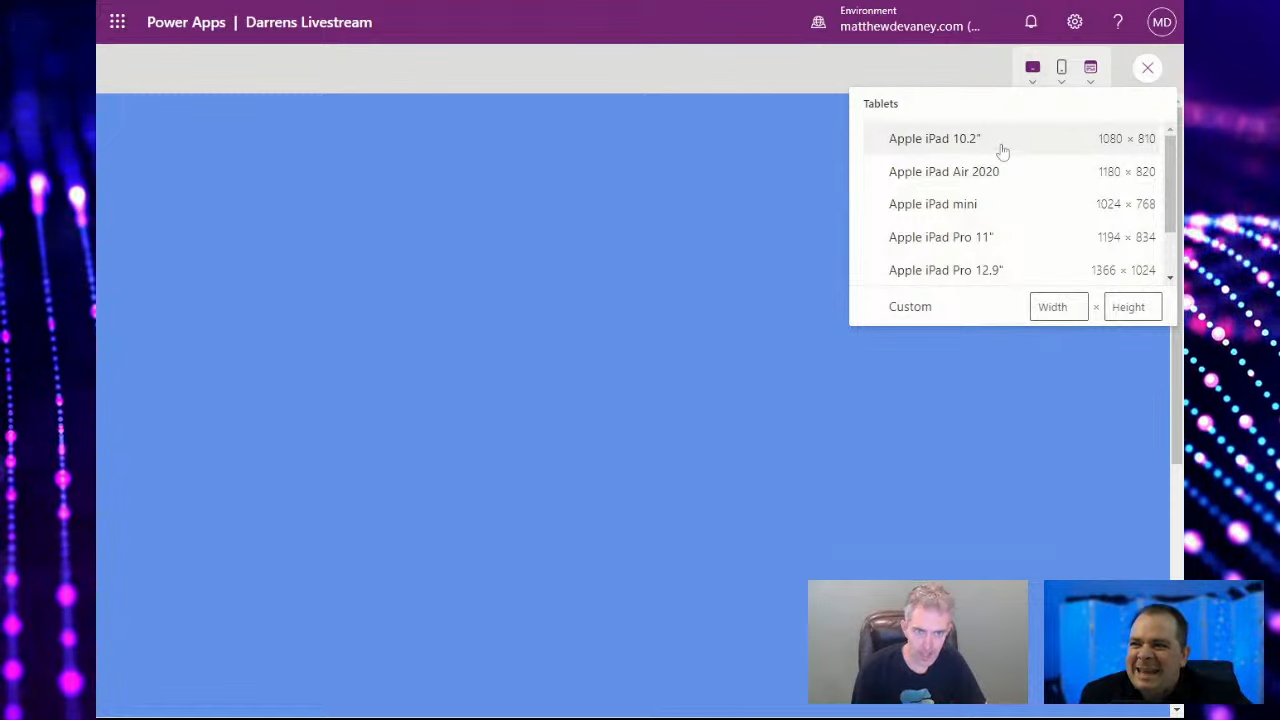 Power Apps | Darrens Livestream
Environment
matthewdevaney.com (...
MD
Tablets
Apple iPad 10.2" 1080 × 810
Apple iPad Air 2020 1180 × 820
Apple iPad mini 1024 × 768
Apple iPad Pro 11" 1194 × 834
Apple iPad Pro 12.9" 1366 × 1024
Custom Width × Height